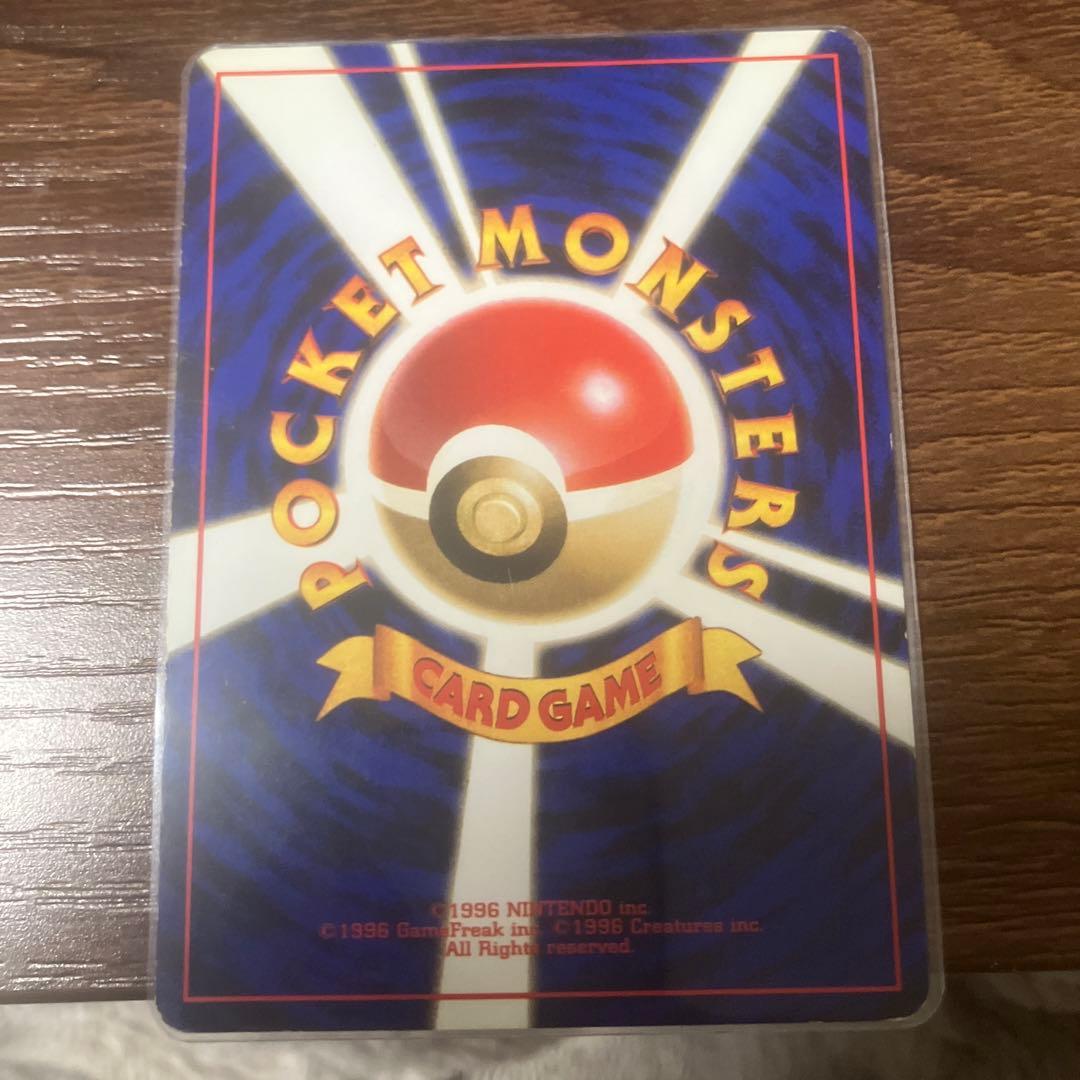 POCKET MONSTERS
CARD GAME
©1996 NINTENDO inc.
©1996 GameFreak inc. ©1996 Creatures inc.
All Rights reserved.